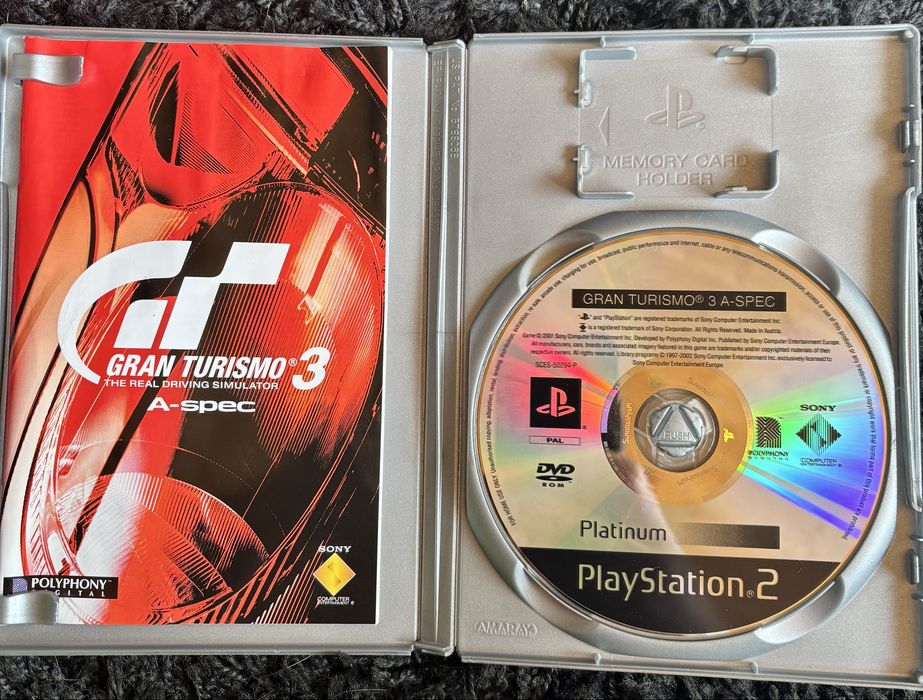 GRAN TURISMO® 3
THE REAL DRIVING SIMULATOR
A-spec
POLYPHONY
DIGITAL
SONY
COMPUTER
ENTERTAINMENT ®
MEMORY CARD
HOLDER
GRAN TURISMO® 3 A-SPEC
and "PlayStation" are registered trademarks of Sony Computer Entertainment Inc.
is a registered trademark of Sony Corporation. All Rights Reserved. Made in Austria.
Game © 2001 Sony Computer Entertainment Inc. Developed by Polyphony Digital Inc. Published by Sony Computer Entertainment Europe.
All manufacturers, cars, brands and associated imagery featured in this game are trademarks and/or copyrighted materials of their
respective owners. All rights reserved. Library programs © 1997-2002 Sony Computer Entertainment Inc. exclusively licensed to
Sony Computer Entertainment Europe.
SCES-50294-P
PAL
DVD
ROM
PUSH
POLYPHONY
SONY
COMPUTER
ENTERTAINMENT ®
Platinum
PlayStation®2
AMARAY